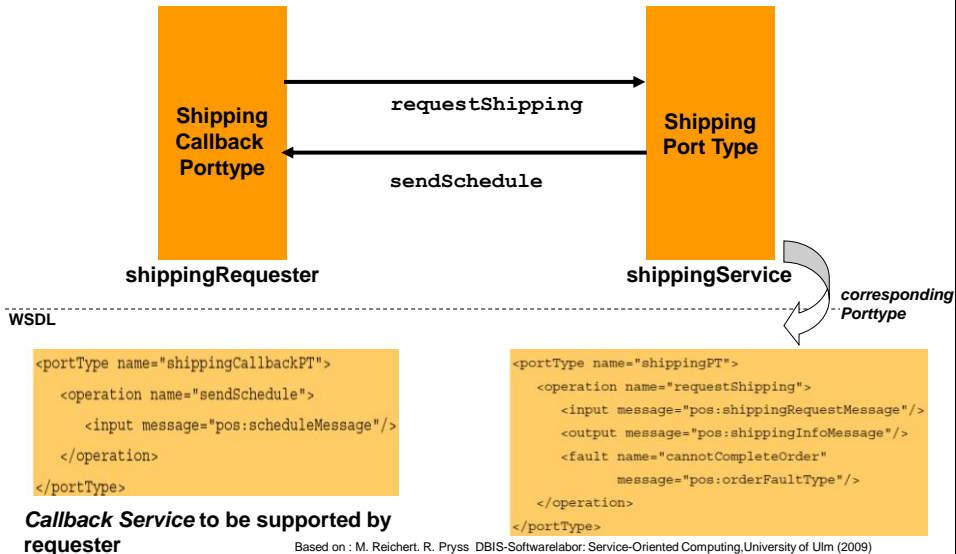 requestShipping
Shipping
Callback
Porttype
Shipping
Port Type
sendSchedule
shippingRequester
shippingService
corresponding
Porttype
WSDL
<portType name="shippingCallbackPT">
<operation name="sendSchedule">
<input message="pos:scheduleMessage"/>
</operation>
</portType>
<portType name="shippingPT">
<operation name="requestShipping">
<input message="pos:shippingRequestMessage"/>
<output message="pos:shippingInfoMessage"/>
<fault name="cannotCompleteOrder"
message="pos:orderFaultType"/>
</operation>
</portType>
Callback Service to be supported by
requester
Based on : M. Reichert. R. Pryss DBIS-Softwarelabor: Service-Oriented Computing,University of Ulm (2009)